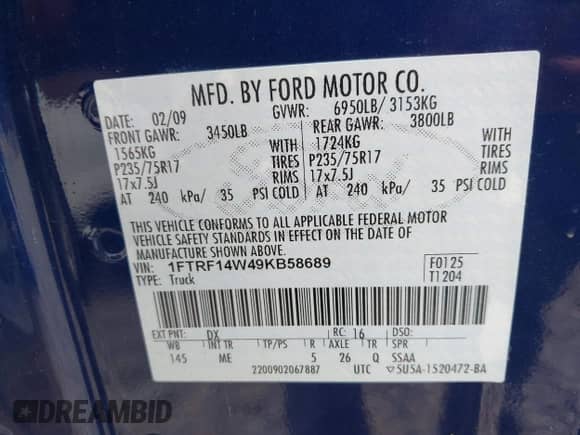 MFD. BY FORD MOTOR CO.
DATE: 02/09 GVWR: 6950LB/ 3153KG
FRONT GAWR: 3450LB REAR GAWR: 3800LB
1565KG WITH 1724KG WITH
P235/75R17 TIRES P235/75R17 TIRES
17x7.5J RIMS 17x7.5J RIMS
AT 240 kPa/ 35 PSI COLD AT 240 kPa/ 35 PSI COLD
THIS VEHICLE CONFORMS TO ALL APPLICABLE FEDERAL MOTOR
VEHICLE SAFETY STANDARDS IN EFFECT ON THE DATE OF
MANUFACTURE SHOWN ABOVE.
VIN: 1FTRF14W49KB58689 F0125
TYPE: Truck T1204
EXT PNT: DX RC: 16 DSO:
WB INT TR TP/PS R AXLE TR SPR
145 ME 5 26 Q SSAA
2200902067887 UTC 5U5A-1520472-BA
DREAMBID